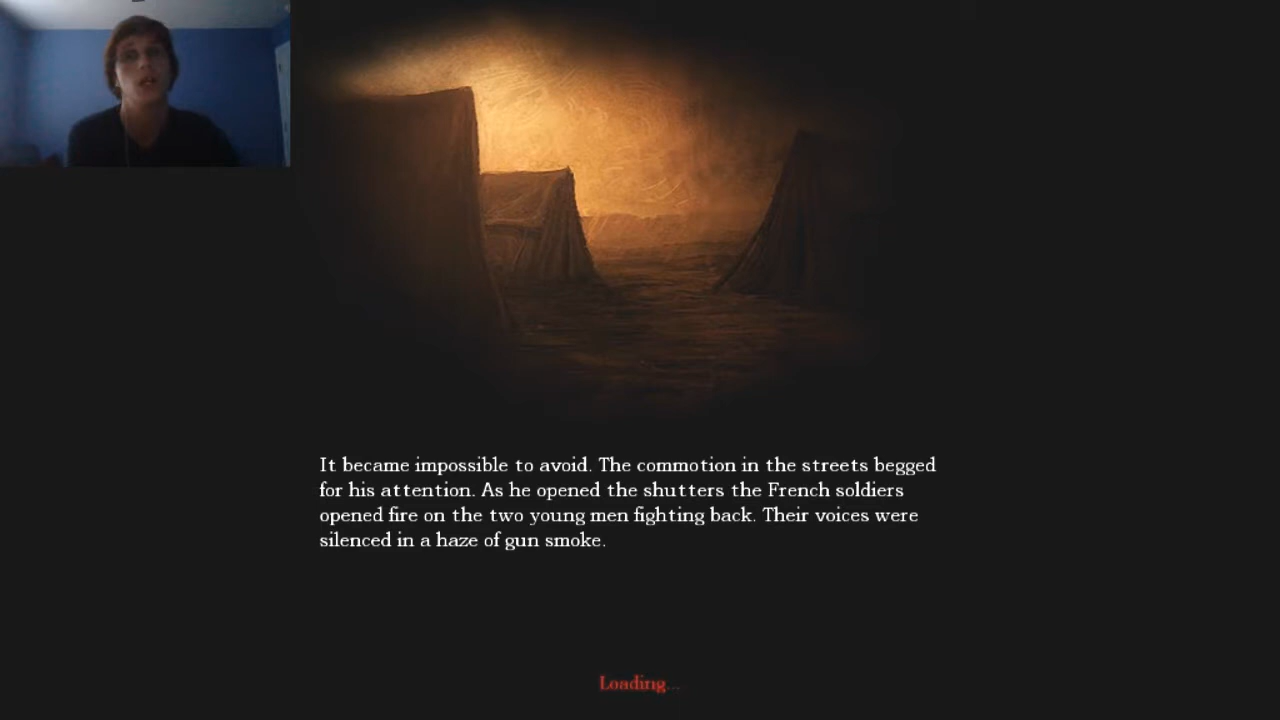 It became impossible to avoid. The commotion in the streets begged
for his attention. As he opened the shutters the French soldiers
opened fire on the two young men fighting back. Their voices were
silenced in a haze of gun smoke.
Loading...